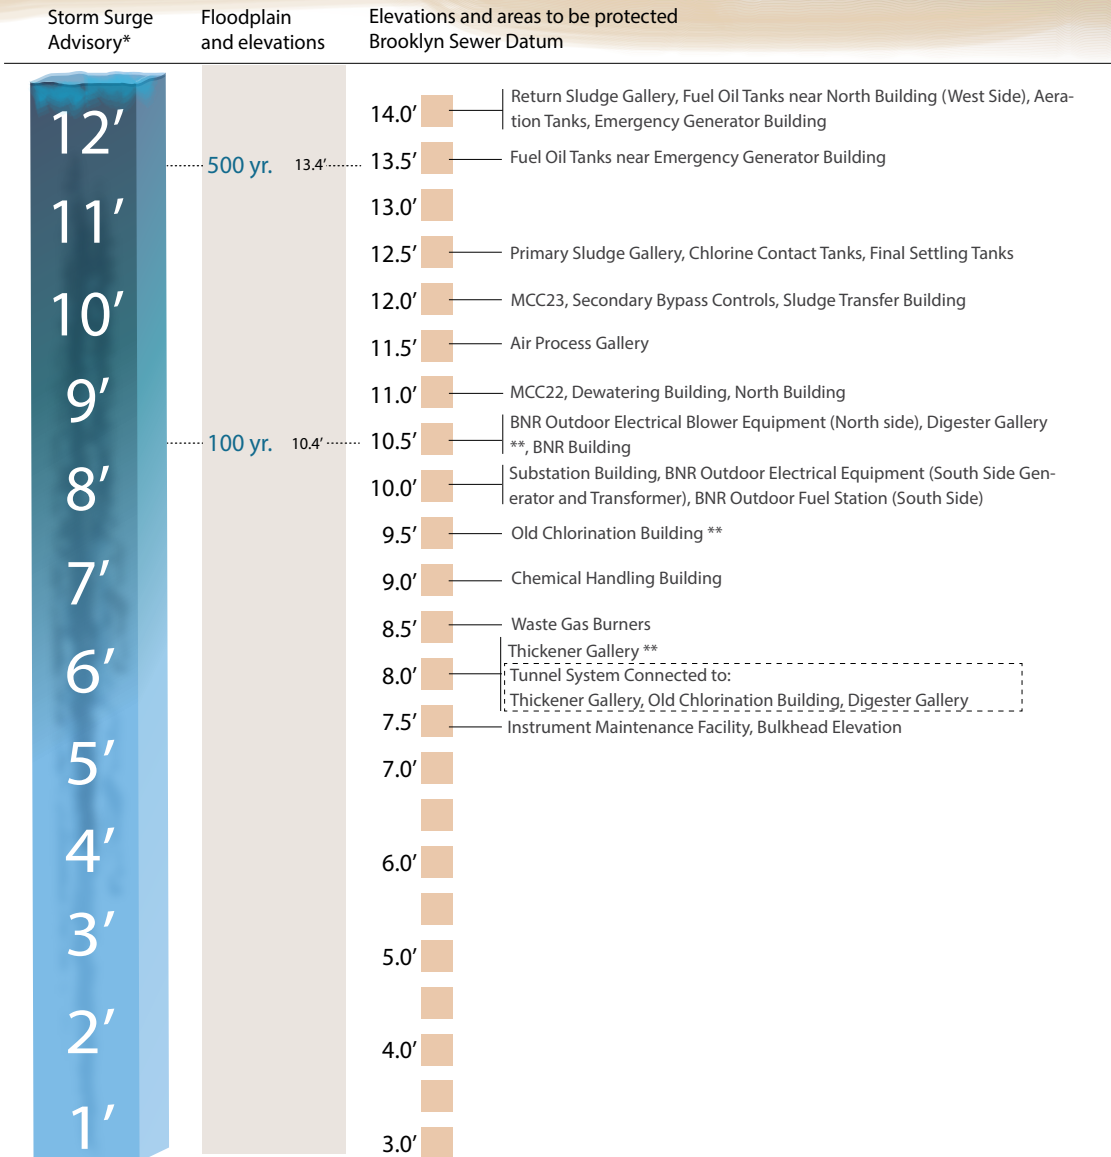 Storm Surge
Advisory*
Floodplain
and elevations
Elevations and areas to be protected
Brooklyn Sewer Datum
12’
11’
10’
9’
8’
7’
6’
5’
4’
3’
2’
1’
500 yr. 13.4’
100 yr. 10.4’
14.0’ Return Sludge Gallery, Fuel Oil Tanks near North Building (West Side), Aera-
tion Tanks, Emergency Generator Building
13.5’ Fuel Oil Tanks near Emergency Generator Building
13.0’
12.5’ Primary Sludge Gallery, Chlorine Contact Tanks, Final Settling Tanks
12.0’ MCC23, Secondary Bypass Controls, Sludge Transfer Building
11.5’ Air Process Gallery
11.0’ MCC22, Dewatering Building, North Building
10.5’ BNR Outdoor Electrical Blower Equipment (North side), Digester Gallery
**, BNR Building
10.0’ Substation Building, BNR Outdoor Electrical Equipment (South Side Gen-
erator and Transformer), BNR Outdoor Fuel Station (South Side)
9.5’ Old Chlorination Building **
9.0’ Chemical Handling Building
8.5’ Waste Gas Burners
Thickener Gallery **
8.0’ Tunnel System Connected to:
Thickener Gallery, Old Chlorination Building, Digester Gallery
7.5’ Instrument Maintenance Facility, Bulkhead Elevation
7.0’
6.0’
5.0’
4.0’
3.0’